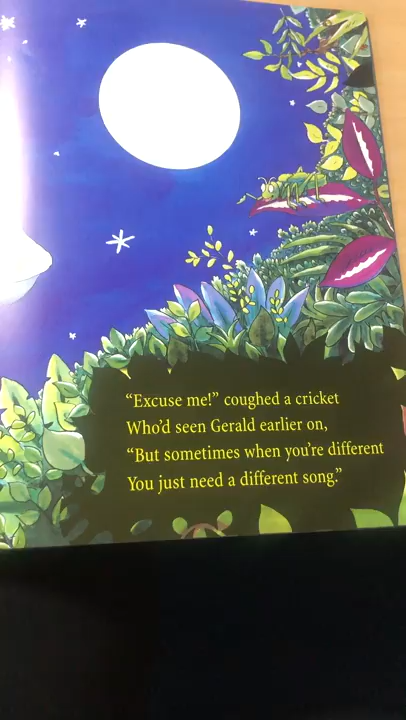 “Excuse me!” coughed a cricket
Who’d seen Gerald earlier on,
“But sometimes when you’re different
You just need a different song.”